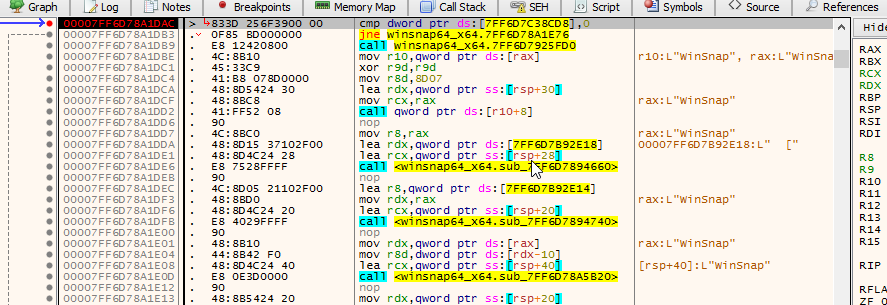 Graph Log Notes Breakpoints Memory Map Call Stack SEH Script Symbols Source References
00007FF6D78A1DAC > 833D 256F3900 00 cmp dword ptr ds:[7FF6D7C38CD8],0 Hide
00007FF6D78A1DB3 . 0F85 BD000000 jne winsnap64_x64.7FF6D78A1E76
00007FF6D78A1DB9 . E8 12420800 call winsnap64_x64.7FF6D7925FD0 RAX
00007FF6D78A1DBE . 4C:8B10 mov r10,qword ptr ds:[rax] r10:L"WinSnap", rax:L"WinSna RBX
00007FF6D78A1DC1 . 45:33C9 xor r9d,r9d RCX
00007FF6D78A1DC4 . 41:B8 078D0000 mov r8d,8D07 RDX
00007FF6D78A1DCA . 48:8D5424 30 lea rdx,qword ptr ss:[rsp+30] RBP
00007FF6D78A1DCF . 48:8BC8 mov rcx,rax rax:L"WinSnap" RSP
00007FF6D78A1DD2 . 41:FF52 08 call qword ptr ds:[r10+8] RSI
00007FF6D78A1DD6 . 90 nop RDI
00007FF6D78A1DD7 . 4C:8BC0 mov r8,rax rax:L"WinSnap"
00007FF6D78A1DDA . 48:8D15 37102F00 lea rdx,qword ptr ds:[7FF6D7B92E18] 00007FF6D7B92E18:L" [" R8
00007FF6D78A1DE1 . 48:8D4C24 28 lea rcx,qword ptr ss:[rsp+28] R9
00007FF6D78A1DE6 . E8 7528FFFF call <winsnap64_x64.sub_7FF6D7894660> R10
00007FF6D78A1DEB . 90 nop R11
00007FF6D78A1DEC . 4C:8D05 21102F00 lea r8,qword ptr ds:[7FF6D7B92E14] R12
00007FF6D78A1DF3 . 48:8BD0 mov rdx,rax rax:L"WinSnap" R13
00007FF6D78A1DF6 . 48:8D4C24 20 lea rcx,qword ptr ss:[rsp+20] R14
00007FF6D78A1DFB . E8 4029FFFF call <winsnap64_x64.sub_7FF6D7894740> R15
00007FF6D78A1E00 . 90 nop
00007FF6D78A1E01 . 48:8B10 mov rdx,qword ptr ds:[rax] rax:L"WinSnap"
00007FF6D78A1E04 . 44:8B42 F0 mov r8d,dword ptr ds:[rdx-10]
00007FF6D78A1E08 . 48:8D4C24 40 lea rcx,qword ptr ss:[rsp+40] [rsp+40]:L"WinSnap" RIP
00007FF6D78A1E0D . E8 0E3D0000 call <winsnap64_x64.sub_7FF6D78A5B20>
00007FF6D78A1E12 . 90 nop RFLA
00007FF6D78A1E13 . 48:8B5424 20 mov rdx,qword ptr ss:[rsp+20] ZF 0